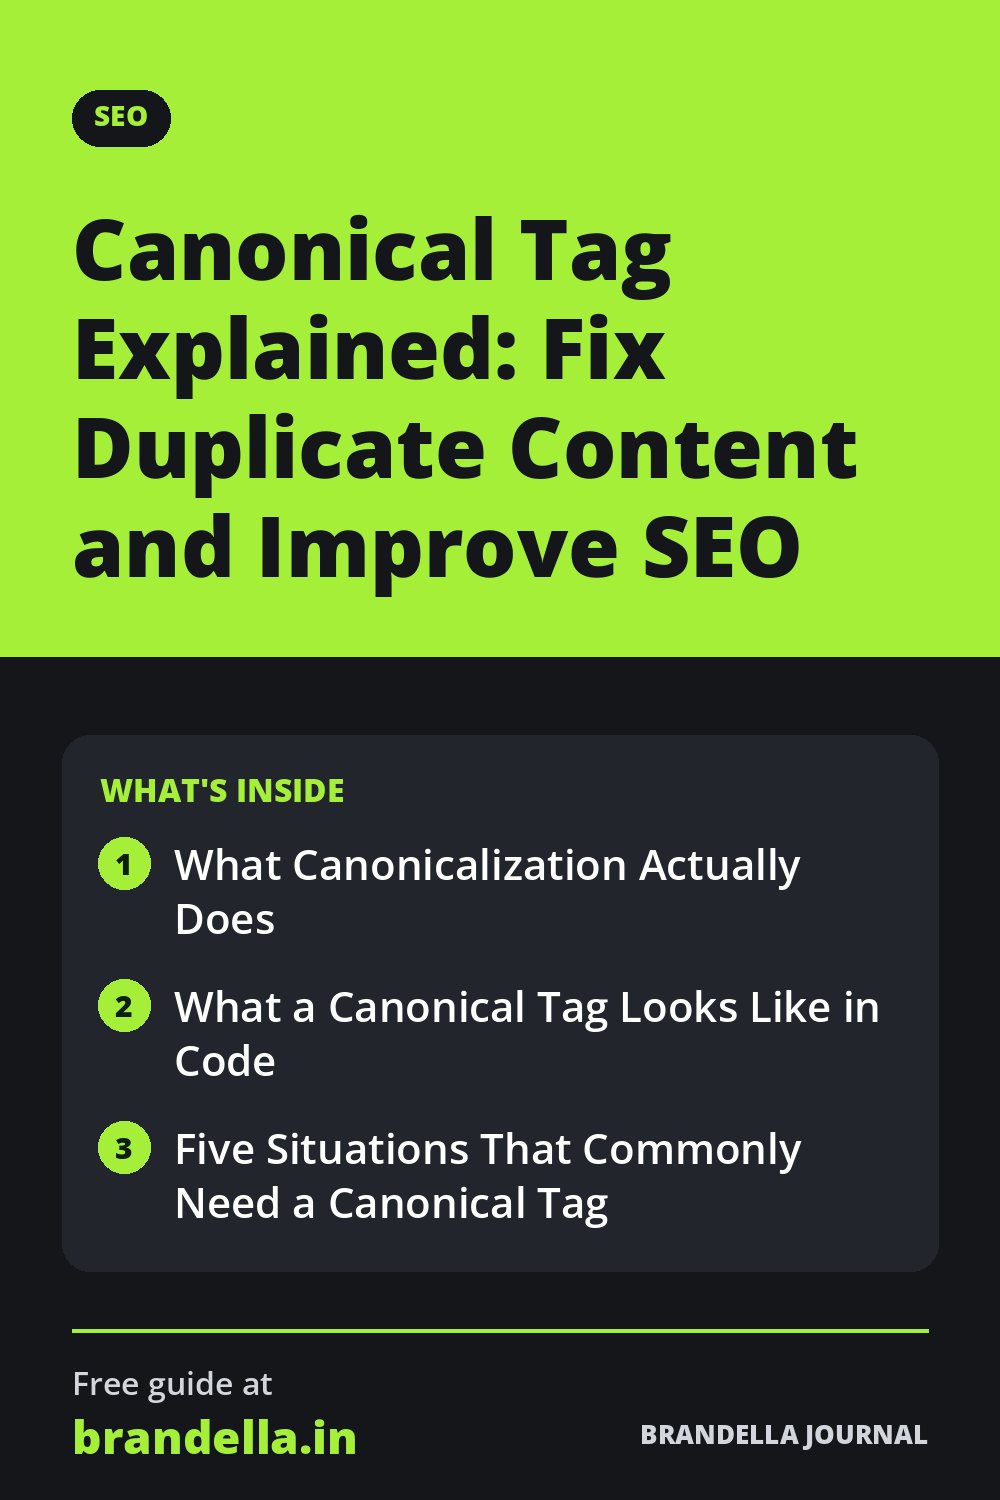 SEO
Canonical Tag
Explained: Fix
Duplicate Content
and Improve SEO
WHAT'S INSIDE
1 What Canonicalization Actually
Does
2 What a Canonical Tag Looks Like in
Code
3 Five Situations That Commonly
Need a Canonical Tag
Free guide at
brandella.in
BRANDELLA JOURNAL